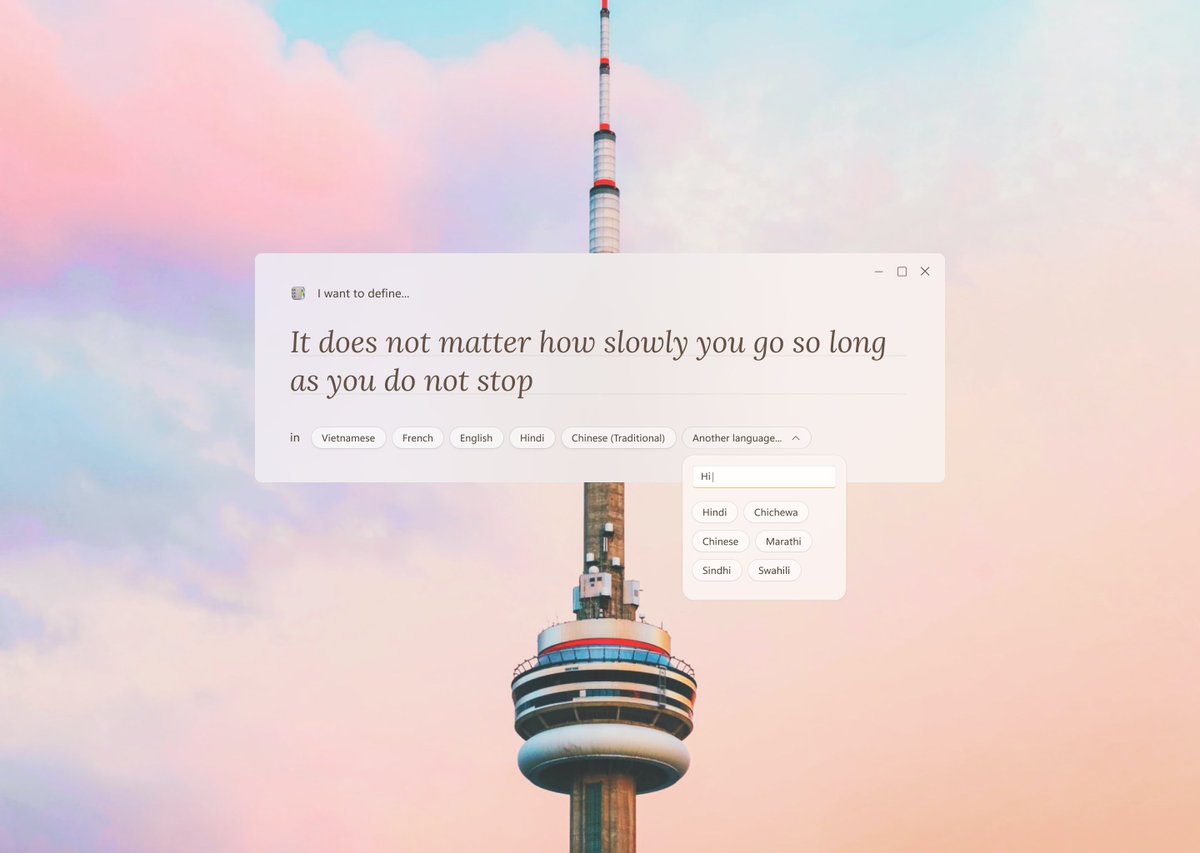 I want to define...
It does not matter how slowly you go so long
as you do not stop
in Vietnamese French English Hindi Chinese (Traditional) Another language...
Hi
Hindi Chichewa
Chinese Marathi
Sindhi Swahili